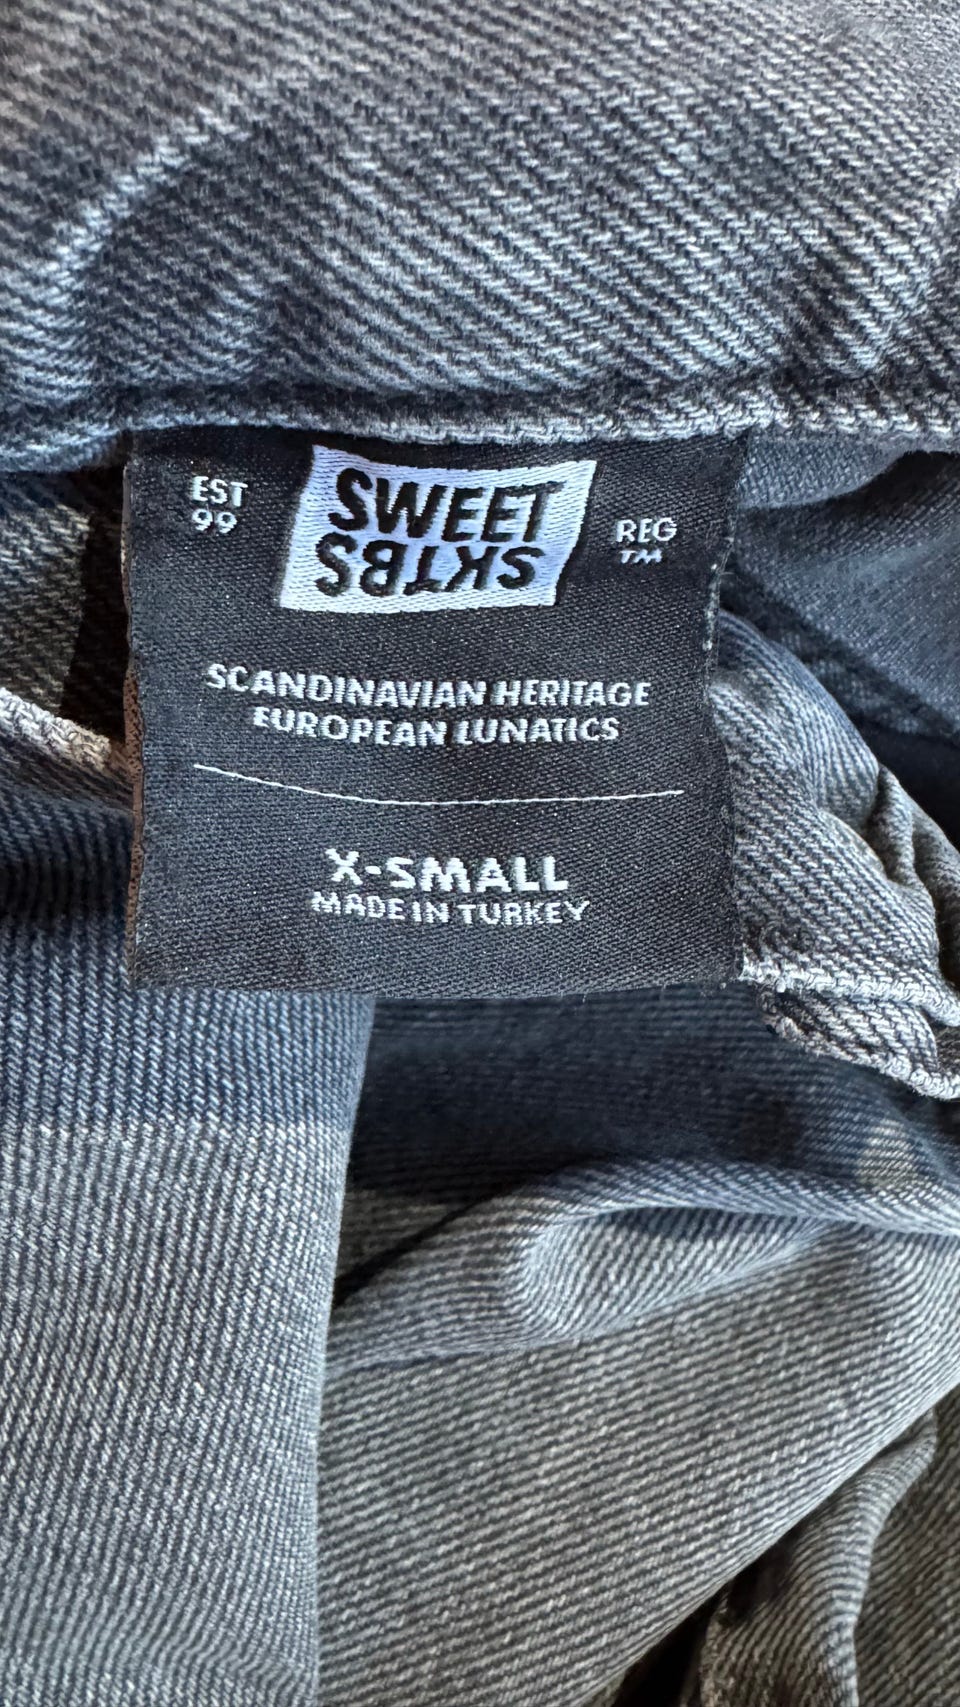 EST
99
SWEET
SKTBS
REG
TM
SCANDINAVIAN HERITAGE
EUROPEAN LUNATICS
X-SMALL
MADE IN TURKEY